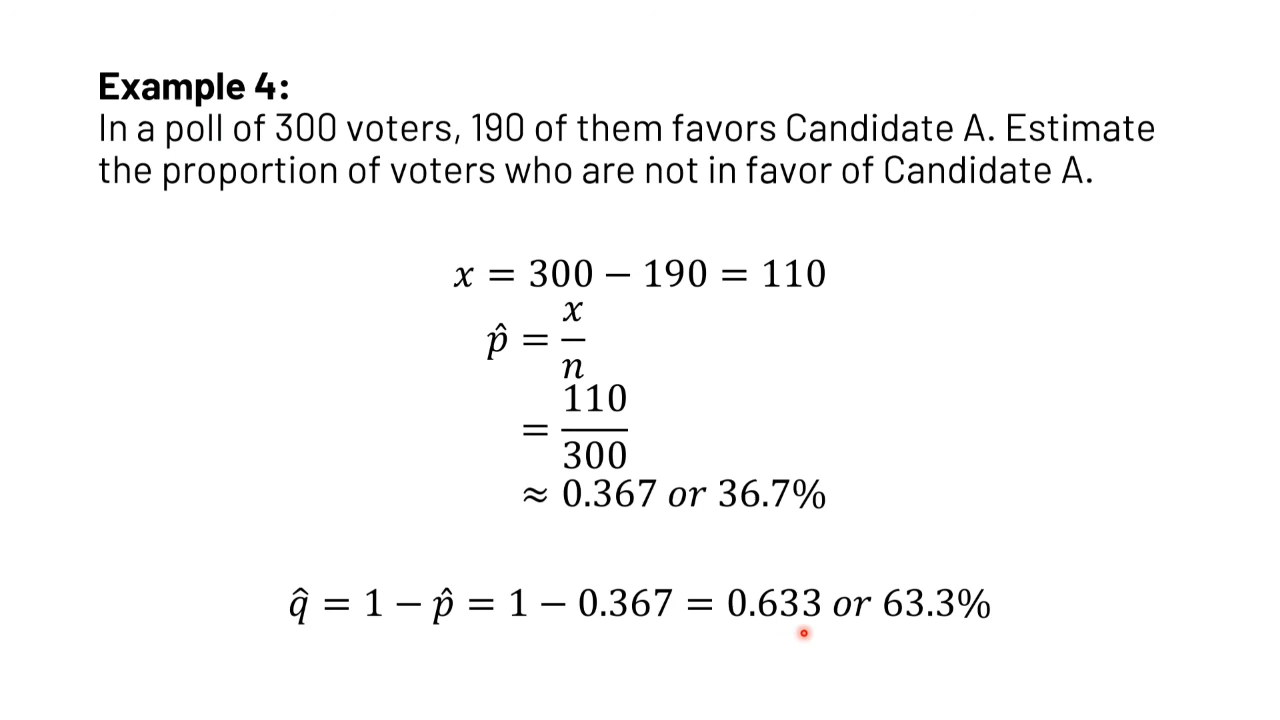 Example 4:
In a poll of 300 voters, 190 of them favors Candidate A. Estimate
the proportion of voters who are not in favor of Candidate A.
x = 300 − 190 = 110
p̂ = x/n
= 110/300
≈ 0.367 or 36.7%
q̂ = 1 − p̂ = 1 − 0.367 = 0.633 or 63.3%